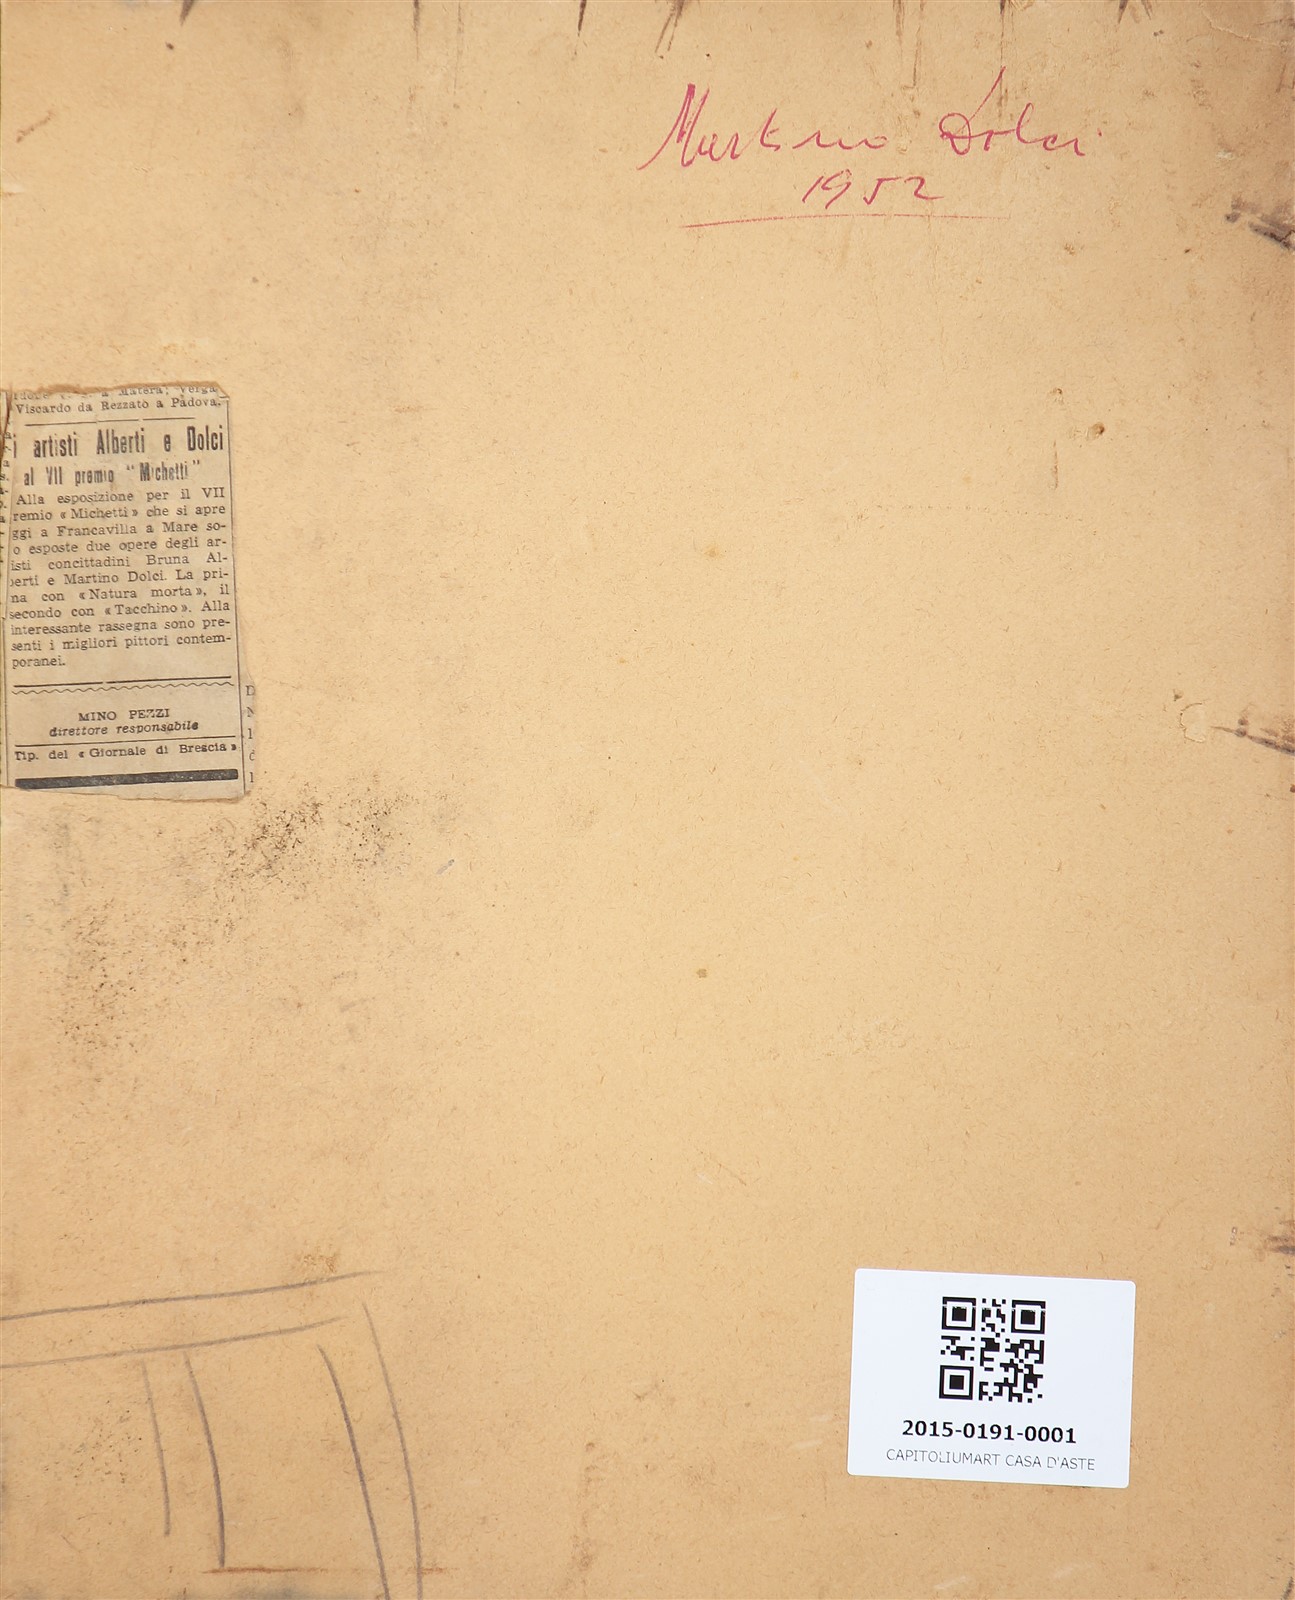 Martino Dolci
1952
a Matera; Verga
Viscardo da Rezzato a Padova.
i artisti Alberti e Dolci
al VII premio "Michetti"
Alla esposizione per il VII
remio «Michetti» che si apre
ggi a Francavilla a Mare so-
o esposte due opere degli ar-
isti concittadini Bruna Al-
erti e Martino Dolci. La pri-
na con «Natura morta», il
secondo con «Tacchino». Alla
interessante rassegna sono pre-
senti i migliori pittori contem-
poranei.
MINO PEZZI
direttore responsabile
Tip. del «Giornale di Brescia»
2015-0191-0001
CAPITOLIUMART CASA D'ASTE